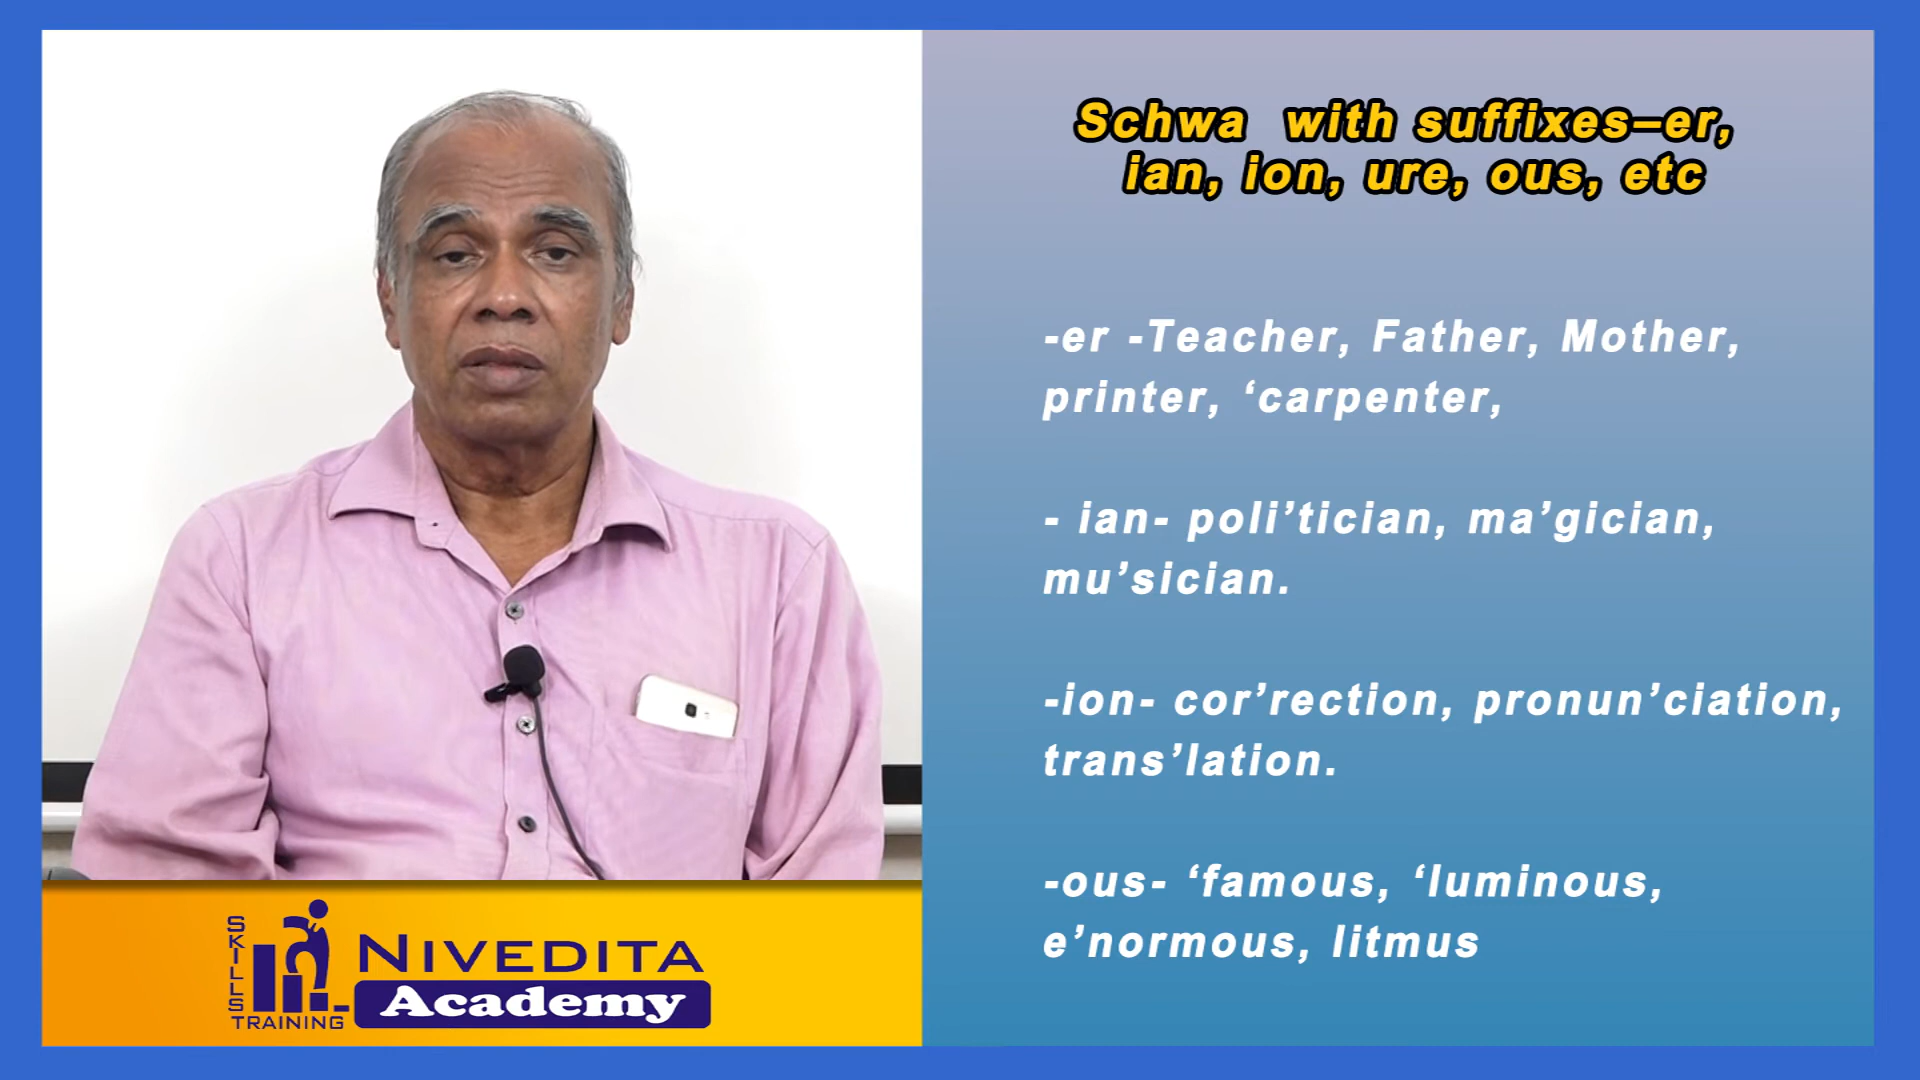 Schwa with suffixes–er,
ian, ion, ure, ous, etc
-er -Teacher, Father, Mother,
printer, ‘carpenter,
- ian- poli’tician, ma’gician,
mu’sician.
-ion- cor’rection, pronun’ciation,
trans’lation.
-ous- ‘famous, ‘luminous,
e’normous, litmus
SKILLS
TRAINING
NIVEDITA
Academy